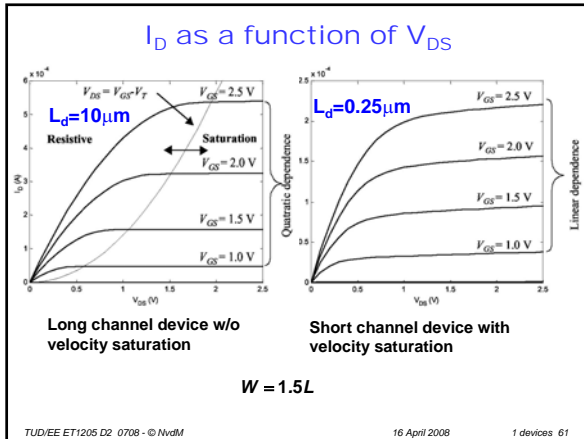 I_D as a function of V_DS
x 10^-4
6
5
4
3
2
1
0
I_D (A)
0 0.5 1 1.5 2 2.5
V_DS (V)
L_d=10μm
V_DS = V_GS-V_T
V_GS= 2.5 V
Resistive
Saturation
V_GS= 2.0 V
V_GS= 1.5 V
V_GS= 1.0 V
Quatratic dependence
Long channel device w/o
velocity saturation
x 10^-4
2.5
2
1.5
1
0.5
0
0 0.5 1 1.5 2 2.5
V_DS (V)
L_d=0.25μm
V_GS= 2.5 V
V_GS= 2.0 V
V_GS= 1.5 V
V_GS= 1.0 V
Linear dependence
Short channel device with
velocity saturation
W = 1.5L
TUD/EE ET1205 D2 0708 - © NvdM
16 April 2008
1 devices 61